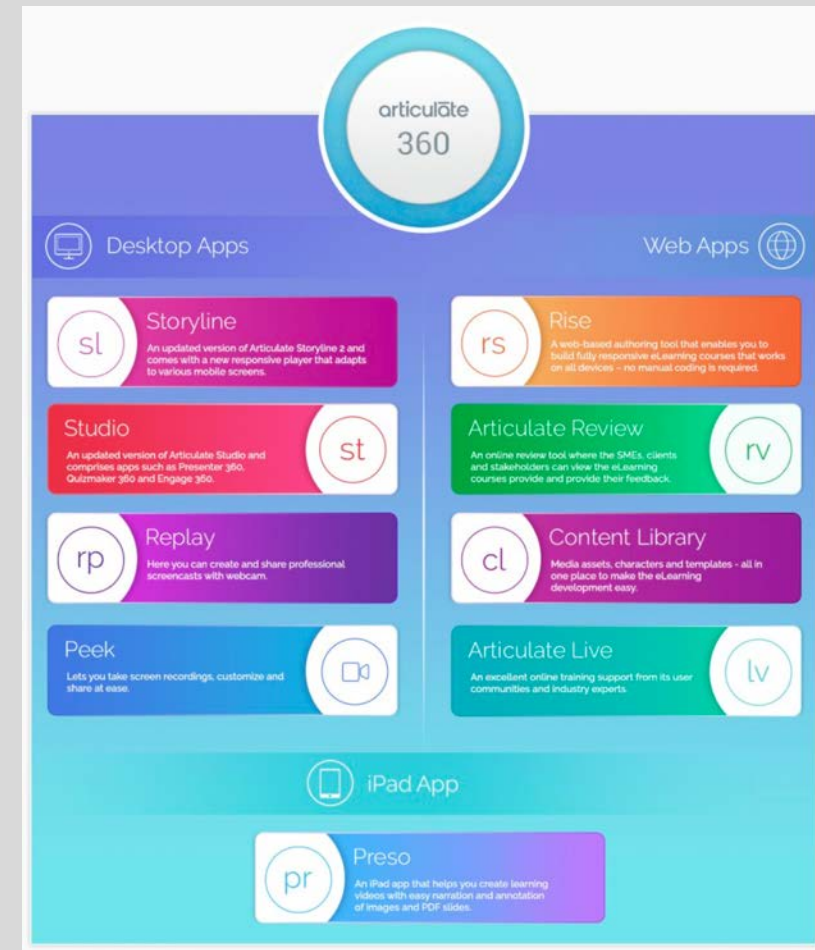 articulāte
360
Desktop Apps
sl
Storyline
An updated version of Articulate Storyline 2 and
comes with a new responsive player that adapts
to various mobile screens.
Studio
An updated version of Articulate Studio and
comprises apps such as Presenter 360,
Quizmaker 360 and Engage 360.
st
rp
Replay
Here you can create and share professional
screencasts with webcam.
Peek
Lets you take screen recordings, customize and
share at ease.
Web Apps
rs
Rise
A web-based authoring tool that enables you to
build fully responsive eLearning courses that works
on all devices – no manual coding is required.
Articulate Review
An online review tool where the SMEs, clients
and stakeholders can view the eLearning
courses provide and provide their feedback.
rv
cl
Content Library
Media assets, characters and templates - all in
one place to make the eLearning
development easy.
Articulate Live
An excellent online training support from its user
communities and industry experts.
lv
iPad App
pr
Preso
An iPad app that helps you create learning
videos with easy narration and annotation
of images and PDF slides.